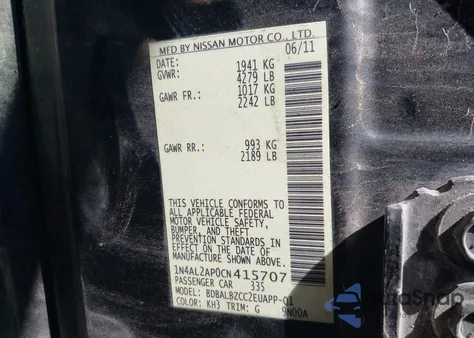 MFD BY NISSAN MOTOR CO., LTD.
DATE: 06/11
GVWR: 1941 KG
4279 LB
GAWR FR.: 1017 KG
2242 LB
GAWR RR.: 993 KG
2189 LB
THIS VEHICLE CONFORMS TO
ALL APPLICABLE FEDERAL
MOTOR VEHICLE SAFETY,
BUMPER, AND THEFT
PREVENTION STANDARDS IN
EFFECT ON THE DATE OF
MANUFACTURE SHOWN ABOVE.
1N4AL2AP0CN415707
PASSENGER CAR 335
MODEL: BDBALBZCC2EUAPP-01
COLOR: KH3 TRIM: G 9N00A
AutoSnap